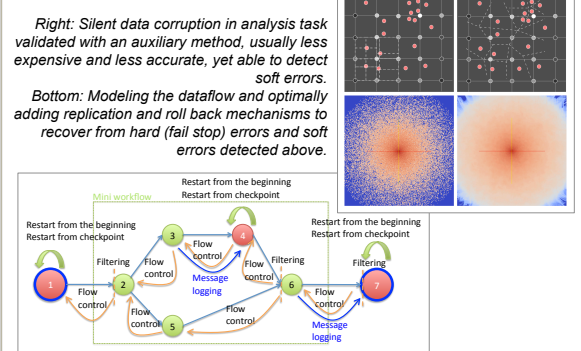 Right: Silent data corruption in analysis task
validated with an auxiliary method, usually less
expensive and less accurate, yet able to detect
soft errors.
Bottom: Modeling the dataflow and optimally
adding replication and roll back mechanisms to
recover from hard (fail stop) errors and soft
errors detected above.
Restart from the beginning
Restart from checkpoint
Mini workflow
Restart from the beginning
Restart from checkpoint
Restart from the beginning
Restart from checkpoint
3
4
Flow
control
Filtering
Flow
control
Message
logging
Flow
control
Filtering
Filtering
1
2
6
7
Flow
control
Flow
control
Flow
control
Flow
control
5
Message
logging